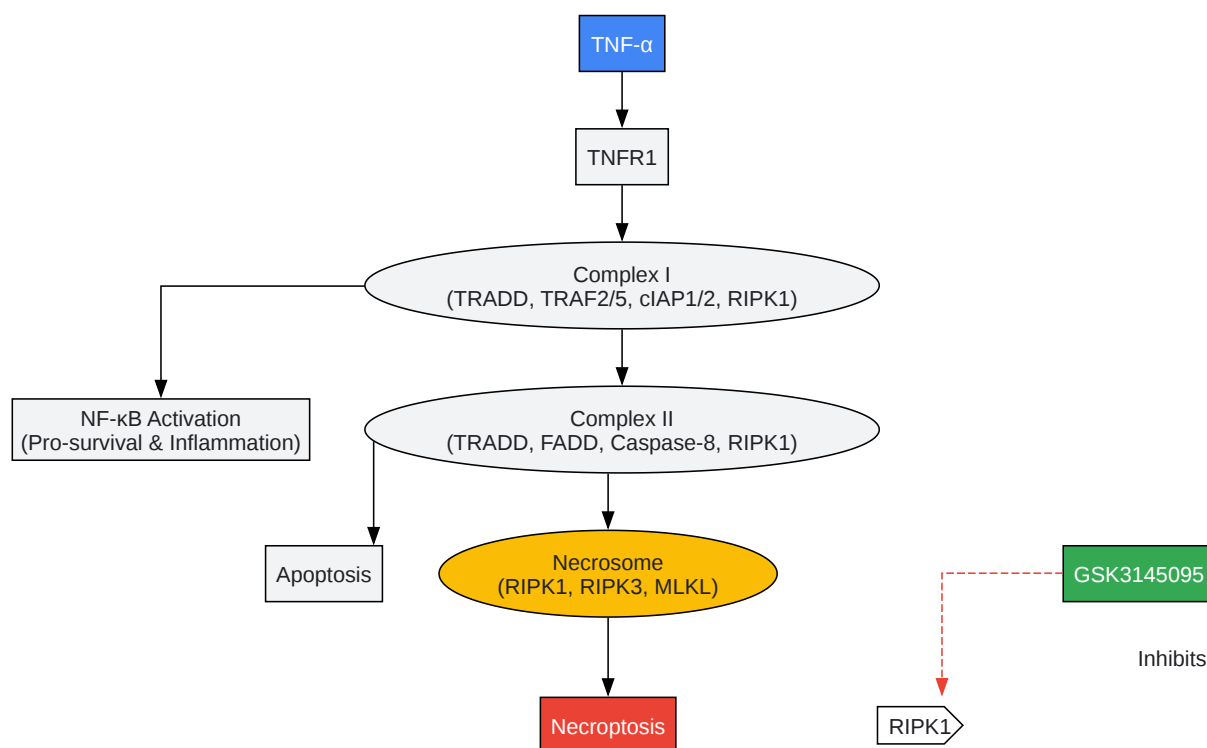 TNF-α
TNFR1
Complex I
(TRADD, TRAF2/5, cIAP1/2, RIPK1)
NF-κB Activation
(Pro-survival & Inflammation)
Complex II
(TRADD, FADD, Caspase-8, RIPK1)
Apoptosis
Necrosome
(RIPK1, RIPK3, MLKL)
GSK3145095
Inhibits
Necroptosis
RIPK1